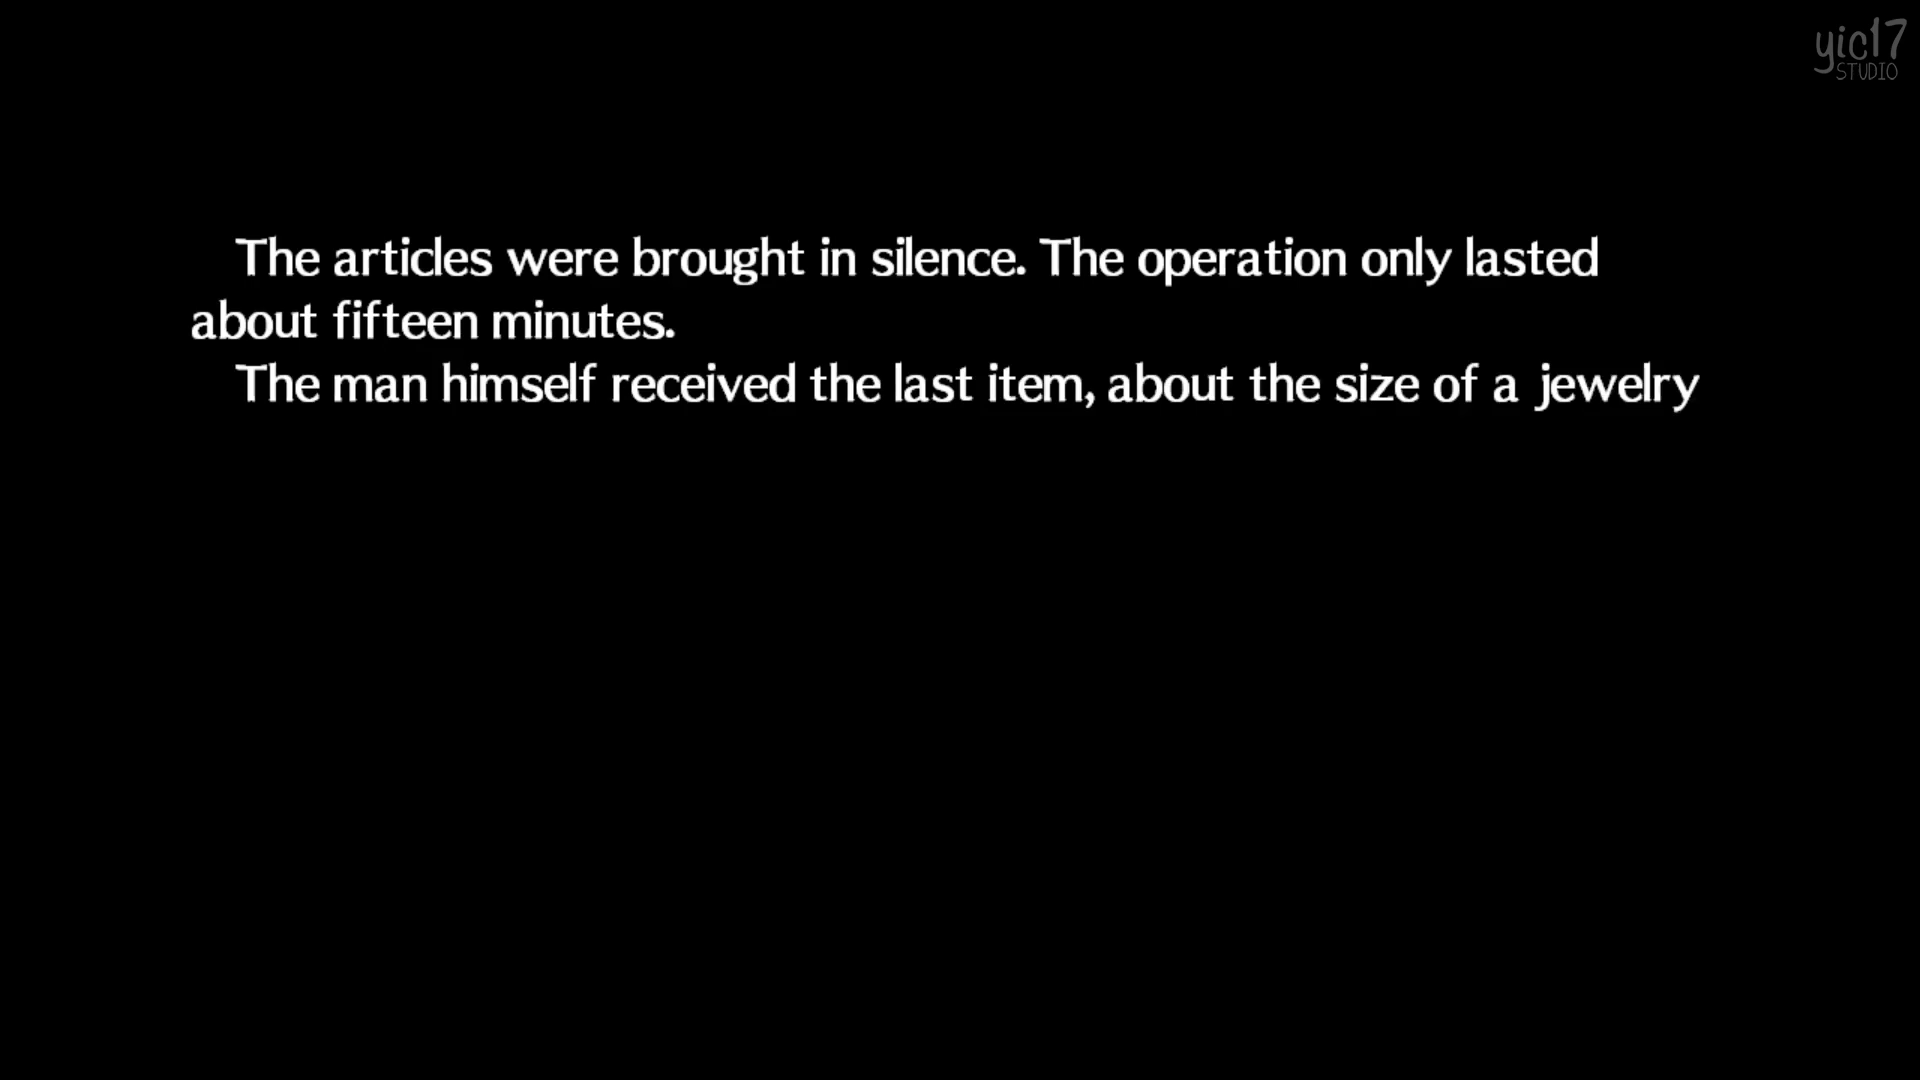 yic17
STUDIO
The articles were brought in silence. The operation only lasted
about fifteen minutes.
The man himself received the last item, about the size of a jewelry